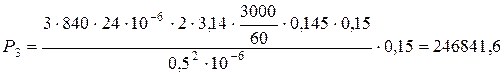 P₃ = (3 · 840 · 24 · 10⁻⁶ · 2 · 3,14 · (3000/60) · 0,145 · 0,15) / (0,5² · 10⁻⁶) · 0,15 = 246841,6